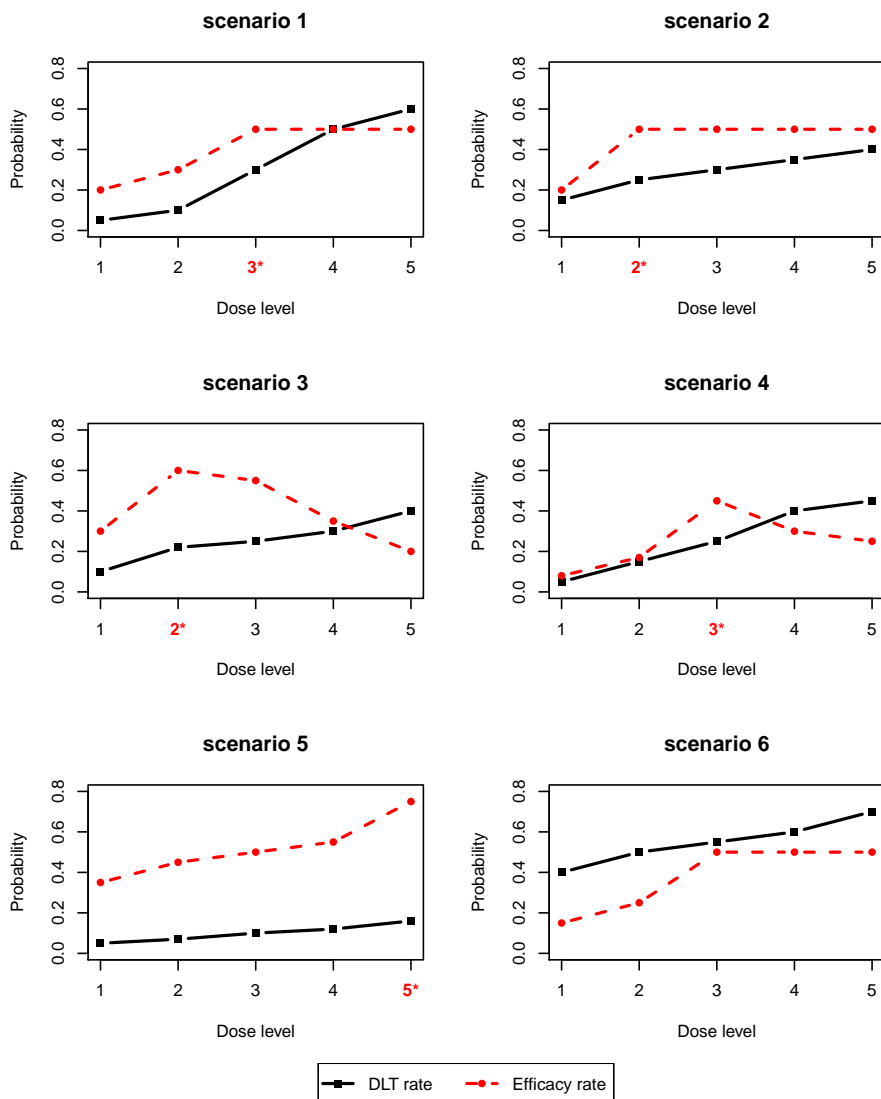 scenario 1
Probability
0.0 0.2 0.4 0.6 0.8
1 2 3* 4 5
Dose level
scenario 2
Probability
0.0 0.2 0.4 0.6 0.8
1 2* 3 4 5
Dose level
scenario 3
Probability
0.0 0.2 0.4 0.6 0.8
1 2* 3 4 5
Dose level
scenario 4
Probability
0.0 0.2 0.4 0.6 0.8
1 2 3* 4 5
Dose level
scenario 5
Probability
0.0 0.2 0.4 0.6 0.8
1 2 3 4 5*
Dose level
scenario 6
Probability
0.0 0.2 0.4 0.6 0.8
1 2 3 4 5
Dose level
DLT rate Efficacy rate